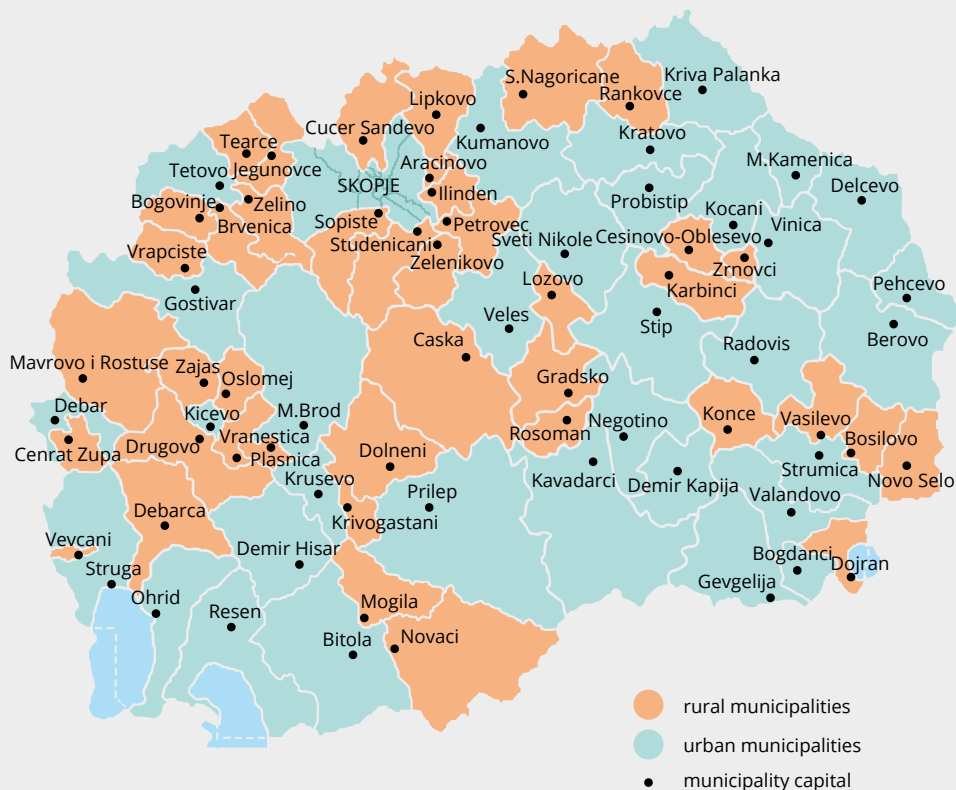 S.Nagoricane
Kriva Palanka
Rankovce
Lipkovo
Cucer Sandevo
Kumanovo
Kratovo
Tearce
Jegunovce
Tetovo
Aracinovo
M.Kamenica
SKOPJE
Ilinden
Delcevo
Bogovinje
Zelino
Probistip
Kocani
Brvenica
Sopiste
Petrovec
Vinica
Studenicani
Sveti Nikole
Cesinovo-Oblesevo
Vrapciste
Zelenikovo
Zrnovci
Lozovo
Karbinci
Gostivar
Pehcevo
Veles
Stip
Berovo
Caska
Radovis
Mavrovo i Rostuse
Zajas
Oslomej
Gradsko
Debar
Kicevo
M.Brod
Negotino
Konce
Vasilevo
Cenrat Zupa
Drugovo
Vranestica
Rosoman
Bosilovo
Plasnica
Dolneni
Strumica
Novo Selo
Krusevo
Prilep
Kavadarci
Demir Kapija
Valandovo
Debarca
Krivogastani
Vevcani
Demir Hisar
Bogdanci
Dojran
Struga
Gevgelija
Ohrid
Resen
Mogila
Bitola
Novaci
rural municipalities
urban municipalities
municipality capital